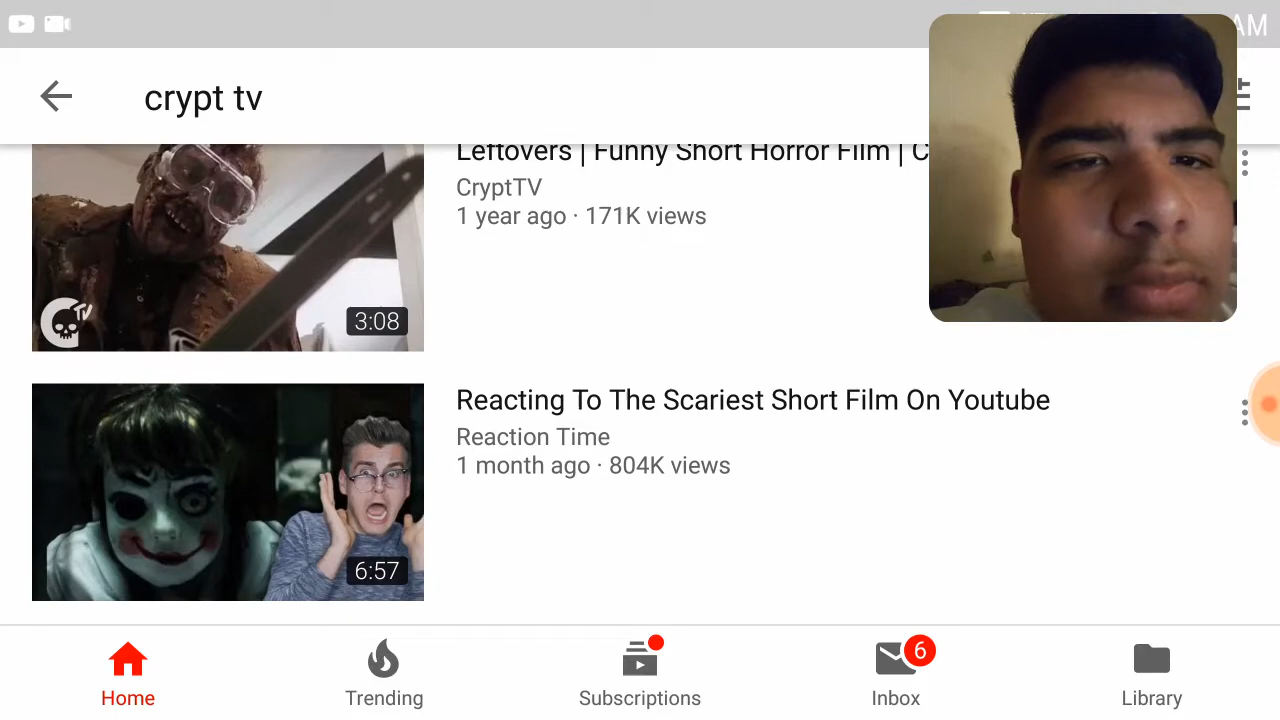 AM
crypt tv
Leftovers | Funny Short Horror Film | C
CryptTV
1 year ago · 171K views
3:08
Reacting To The Scariest Short Film On Youtube
Reaction Time
1 month ago · 804K views
6:57
Home
Trending
Subscriptions
6
Inbox
Library